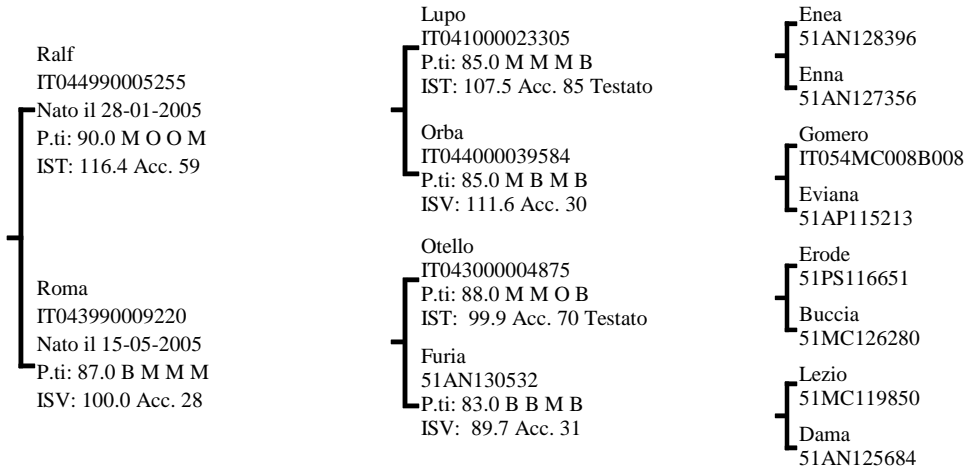 Ralf
IT044990005255
Nato il 28-01-2005
P.ti: 90.0 M O O M
IST: 116.4 Acc. 59
Roma
IT043990009220
Nato il 15-05-2005
P.ti: 87.0 B M M M
ISV: 100.0 Acc. 28
Lupo
IT041000023305
P.ti: 85.0 M M M B
IST: 107.5 Acc. 85 Testato
Orba
IT044000039584
P.ti: 85.0 M B M B
ISV: 111.6 Acc. 30
Otello
IT043000004875
P.ti: 88.0 M M O B
IST: 99.9 Acc. 70 Testato
Furia
51AN130532
P.ti: 83.0 B B M B
ISV: 89.7 Acc. 31
Enea
51AN128396
Enna
51AN127356
Gomero
IT054MC008B008
Eviana
51AP115213
Erode
51PS116651
Buccia
51MC126280
Lezio
51MC119850
Dama
51AN125684